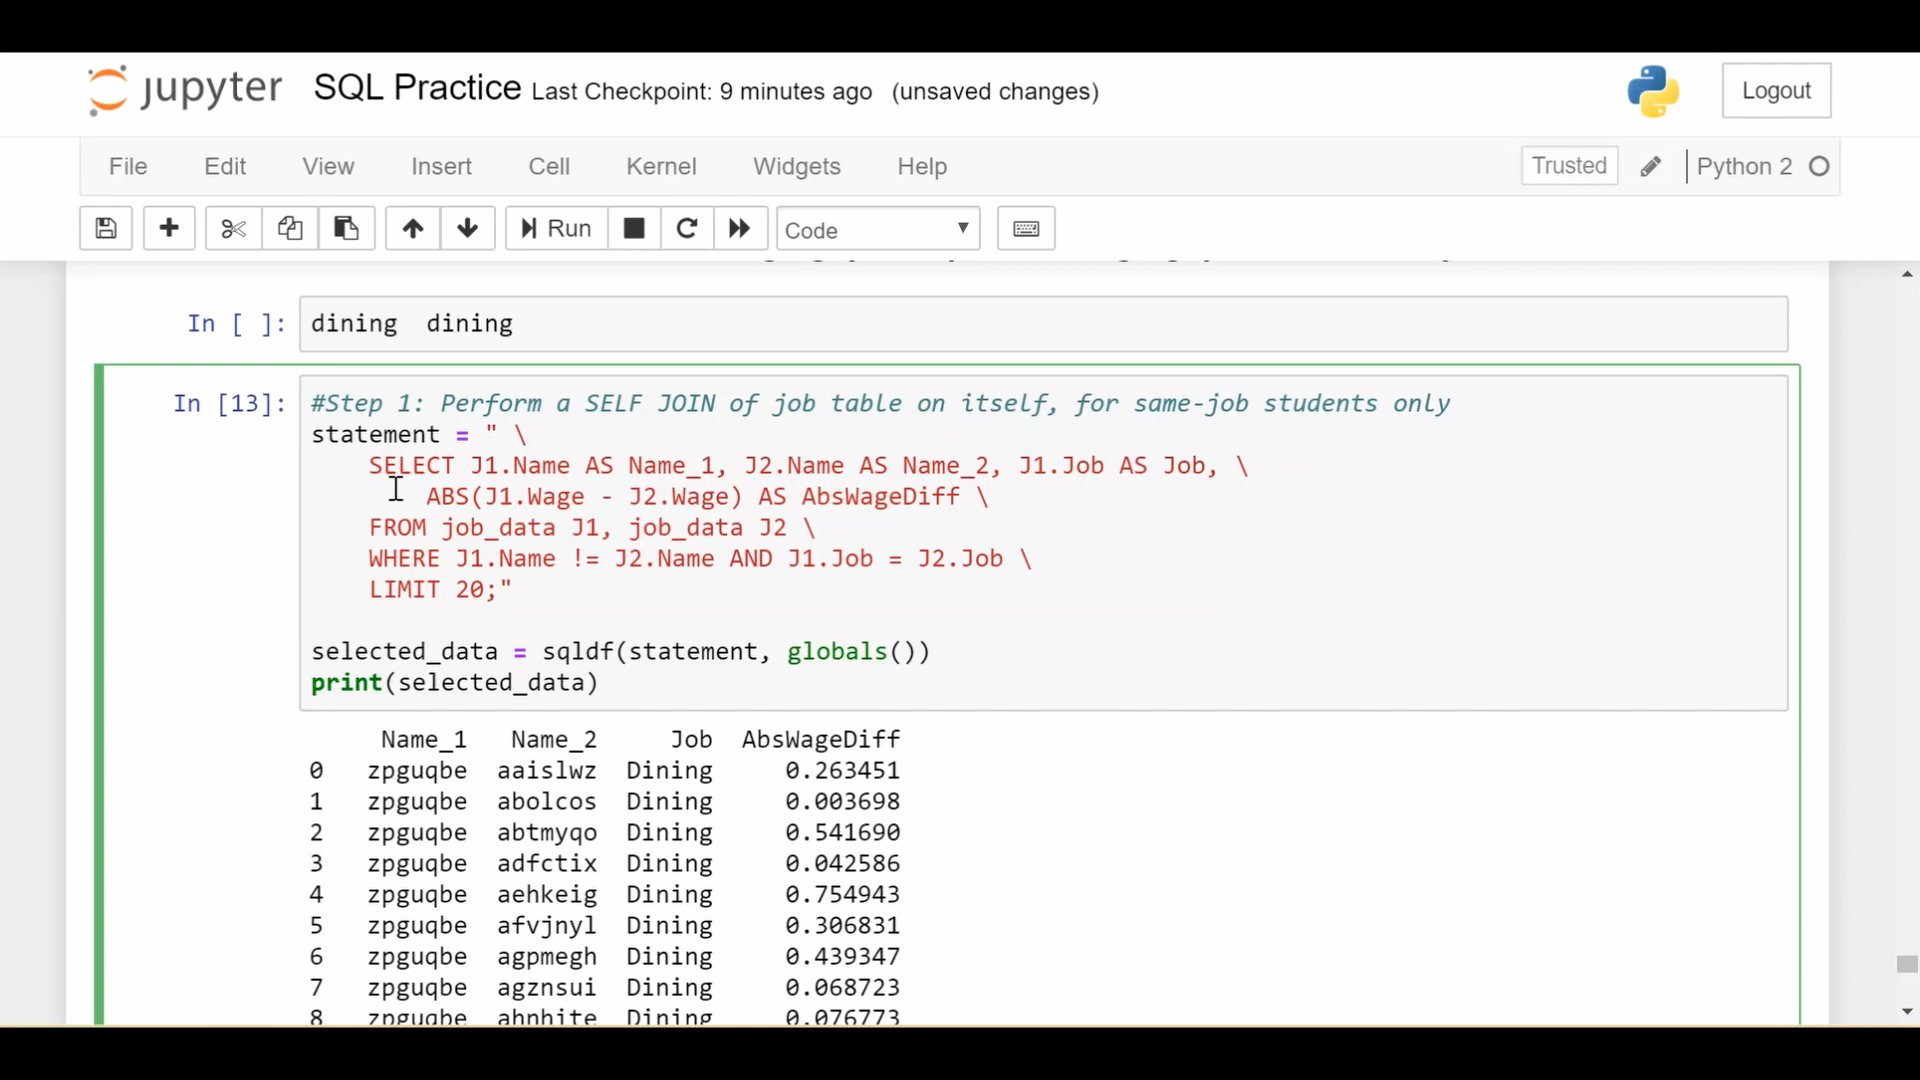 jupyter SQL Practice Last Checkpoint: 9 minutes ago (unsaved changes) Logout
File Edit View Insert Cell Kernel Widgets Help Trusted Python 2
Run Code
In [ ]: dining  dining
In [13]: #Step 1: Perform a SELF JOIN of job table on itself, for same-job students only
statement = " \
SELECT J1.Name AS Name_1, J2.Name AS Name_2, J1.Job AS Job, \
ABS(J1.Wage - J2.Wage) AS AbsWageDiff \
FROM job_data J1, job_data J2 \
WHERE J1.Name != J2.Name AND J1.Job = J2.Job \
LIMIT 20;"
selected_data = sqldf(statement, globals())
print(selected_data)
Name_1 Name_2 Job AbsWageDiff
0 zpguqbe aaislwz Dining 0.263451
1 zpguqbe abolcos Dining 0.003698
2 zpguqbe abtmyqo Dining 0.541690
3 zpguqbe adfctix Dining 0.042586
4 zpguqbe aehkeig Dining 0.754943
5 zpguqbe afvjnyl Dining 0.306831
6 zpguqbe agpmegh Dining 0.439347
7 zpguqbe agznsui Dining 0.068723
8 zpguqbe ahnhite Dining 0.076773